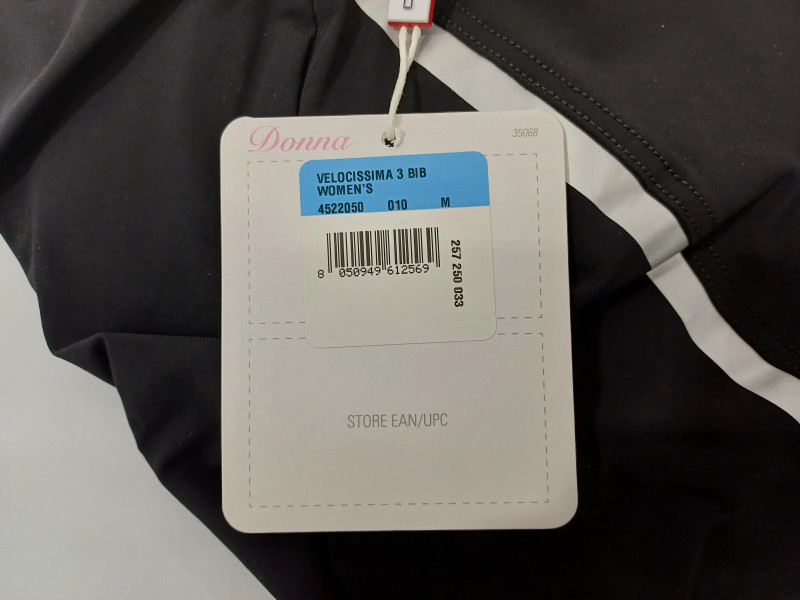 Donna
35068
VELOCISSIMA 3 BIB
WOMEN'S
4522050 010 M
8 050949 612569
257 250 033
STORE EAN/UPC